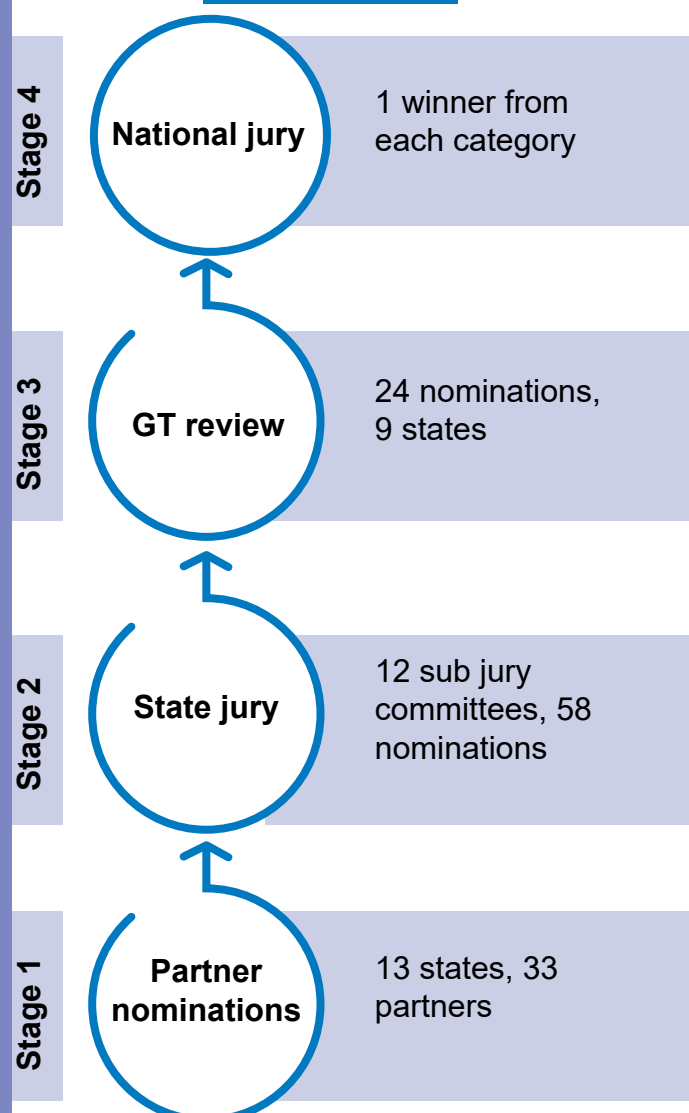 Stage 4
National jury
1 winner from
each category
Stage 3
GT review
24 nominations,
9 states
Stage 2
State jury
12 sub jury
committees, 58
nominations
Stage 1
Partner
nominations
13 states, 33
partners